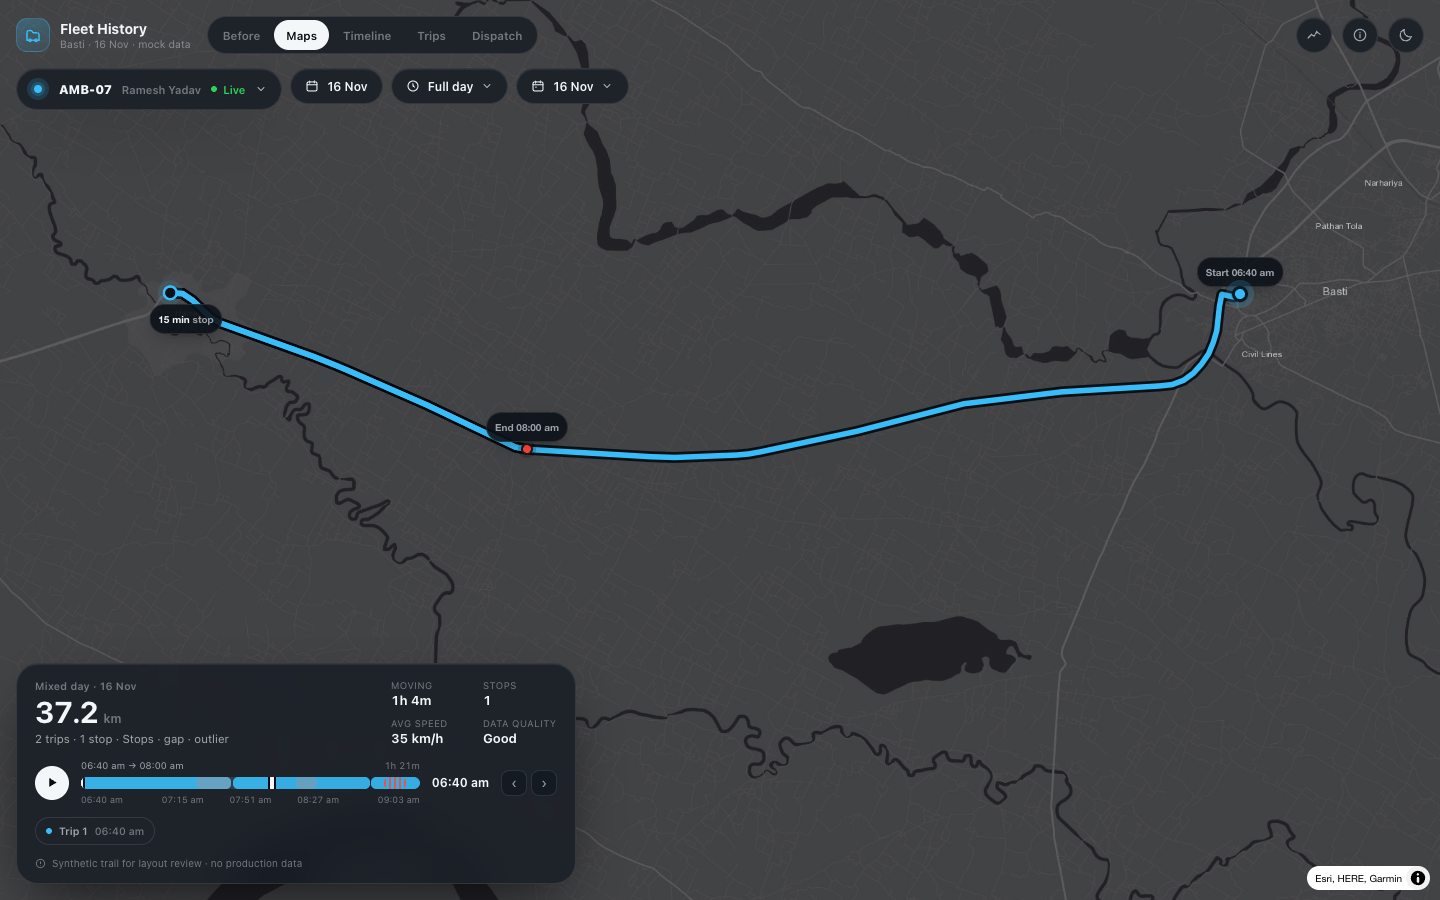 Fleet History
Basti · 16 Nov · mock data
Before
Maps
Timeline
Trips
Dispatch
AMB-07 Ramesh Yadav Live
16 Nov
Full day
16 Nov
Narhariya
Pathan Tola
Start 06:40 am
Basti
15 min stop
Civil Lines
End 08:00 am
Mixed day · 16 Nov
37.2 km
2 trips · 1 stop · Stops · gap · outlier
MOVING
1h 4m
STOPS
1
AVG SPEED
35 km/h
DATA QUALITY
Good
06:40 am → 08:00 am
1h 21m
06:40 am
‹
›
06:40 am 07:15 am 07:51 am 08:27 am 09:03 am
Trip 1 06:40 am
Synthetic trail for layout review · no production data
Esri, HERE, Garmin